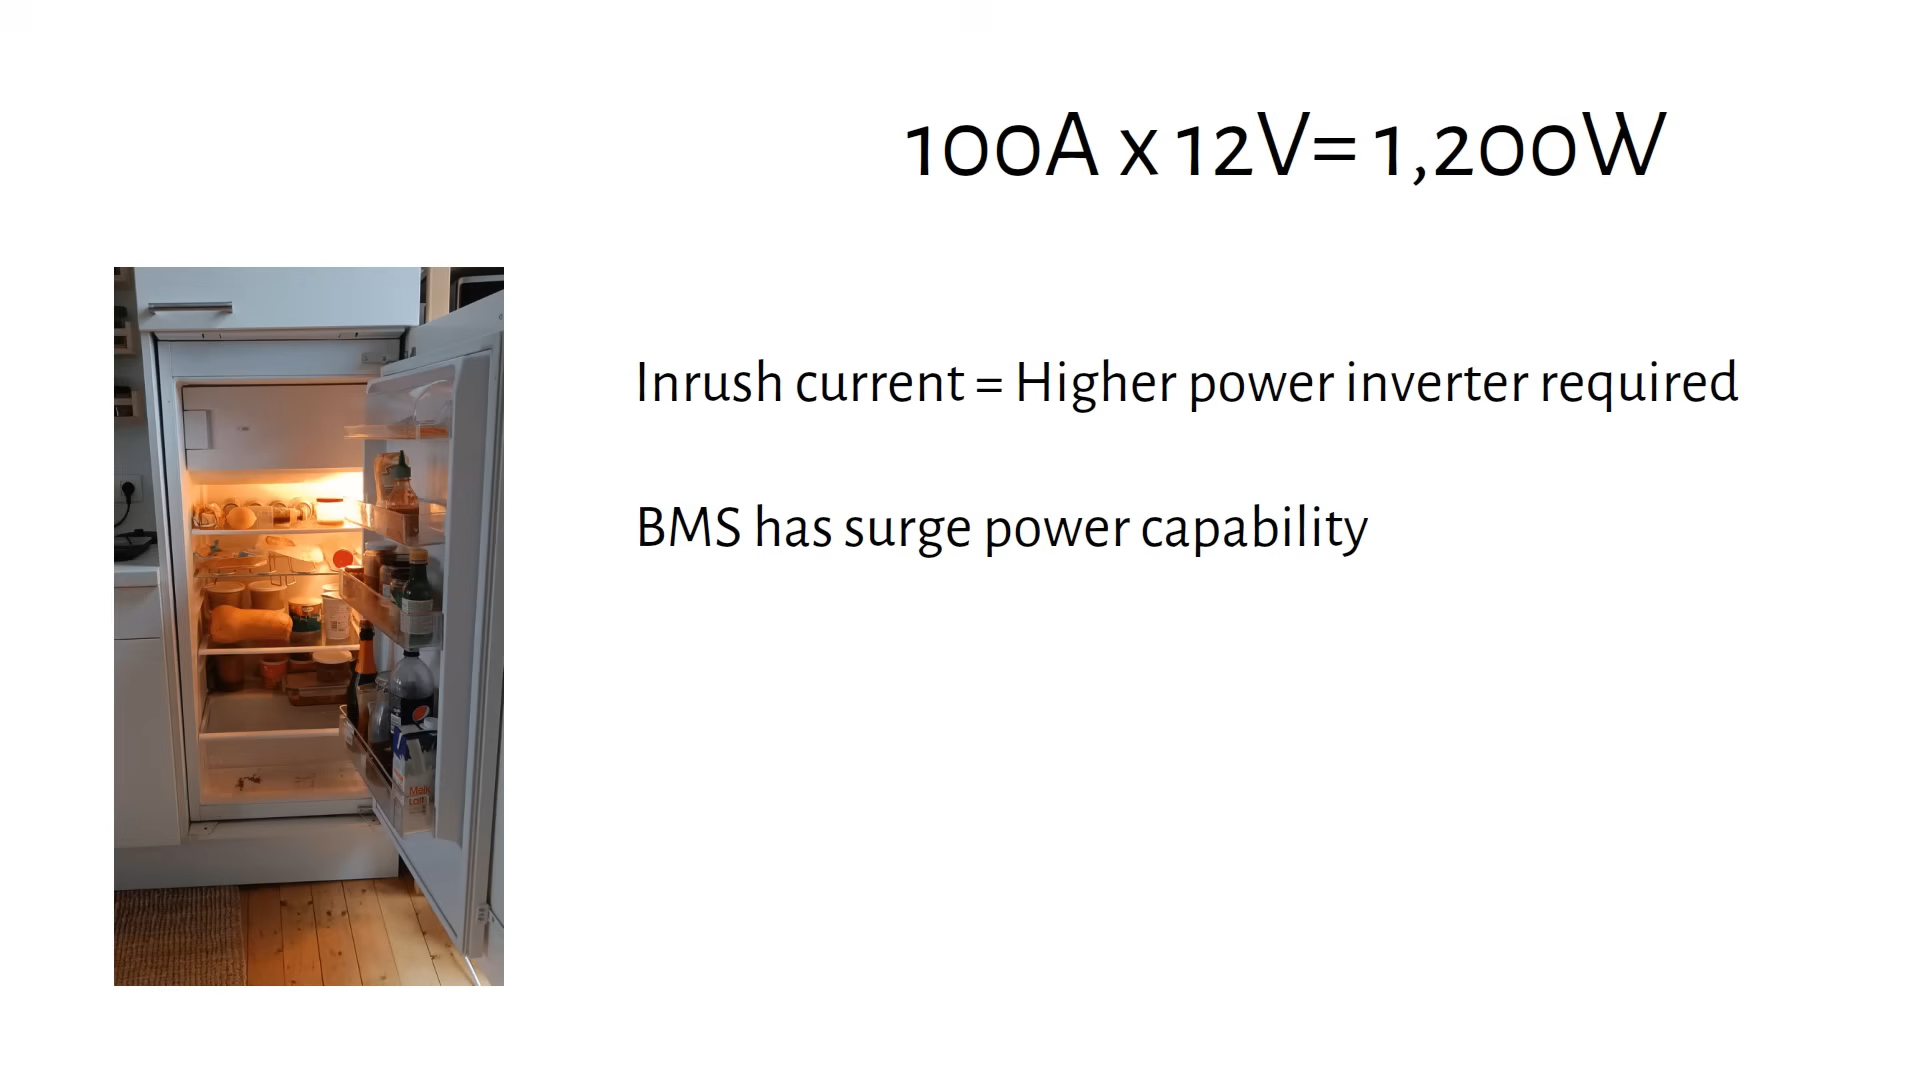 100A x 12V= 1,200W
Inrush current = Higher power inverter required
BMS has surge power capability